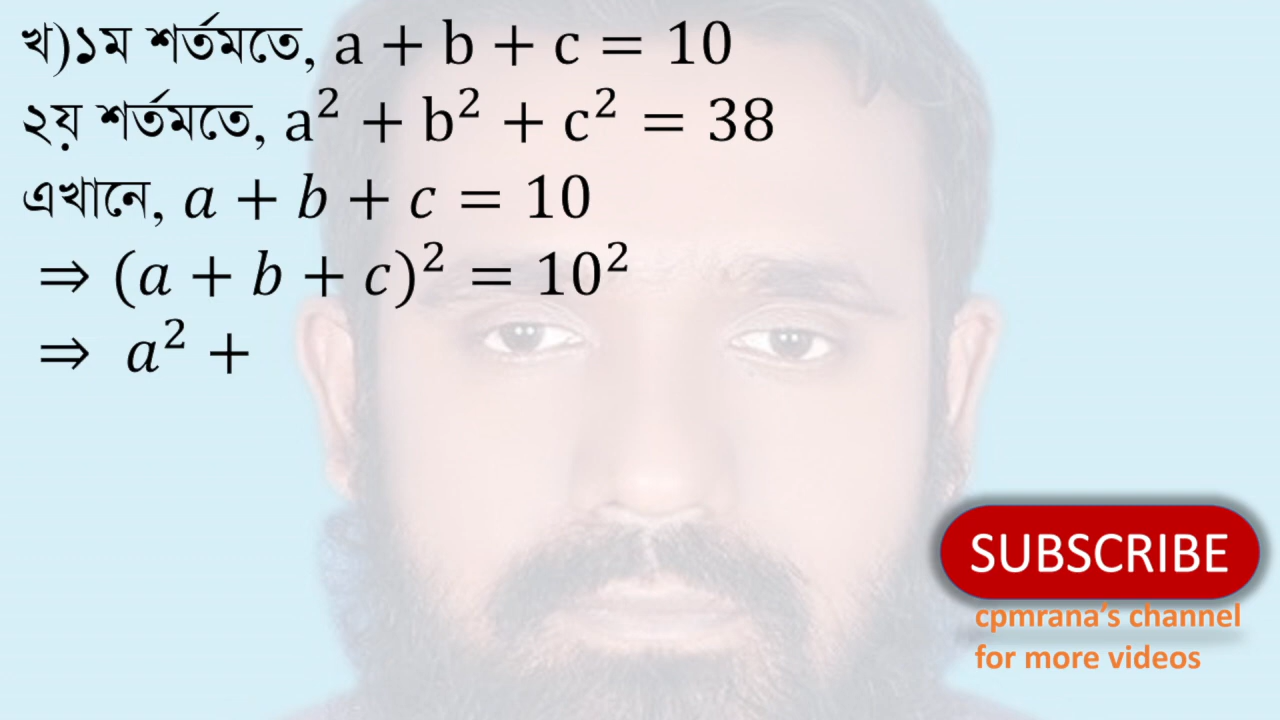 খ)১ম শর্তমতে, a + b + c = 10
২য় শর্তমতে, a² + b² + c² = 38
এখানে, a + b + c = 10
⇒ (a + b + c)² = 10²
⇒ a² +
SUBSCRIBE
cpmrana's channel
for more videos